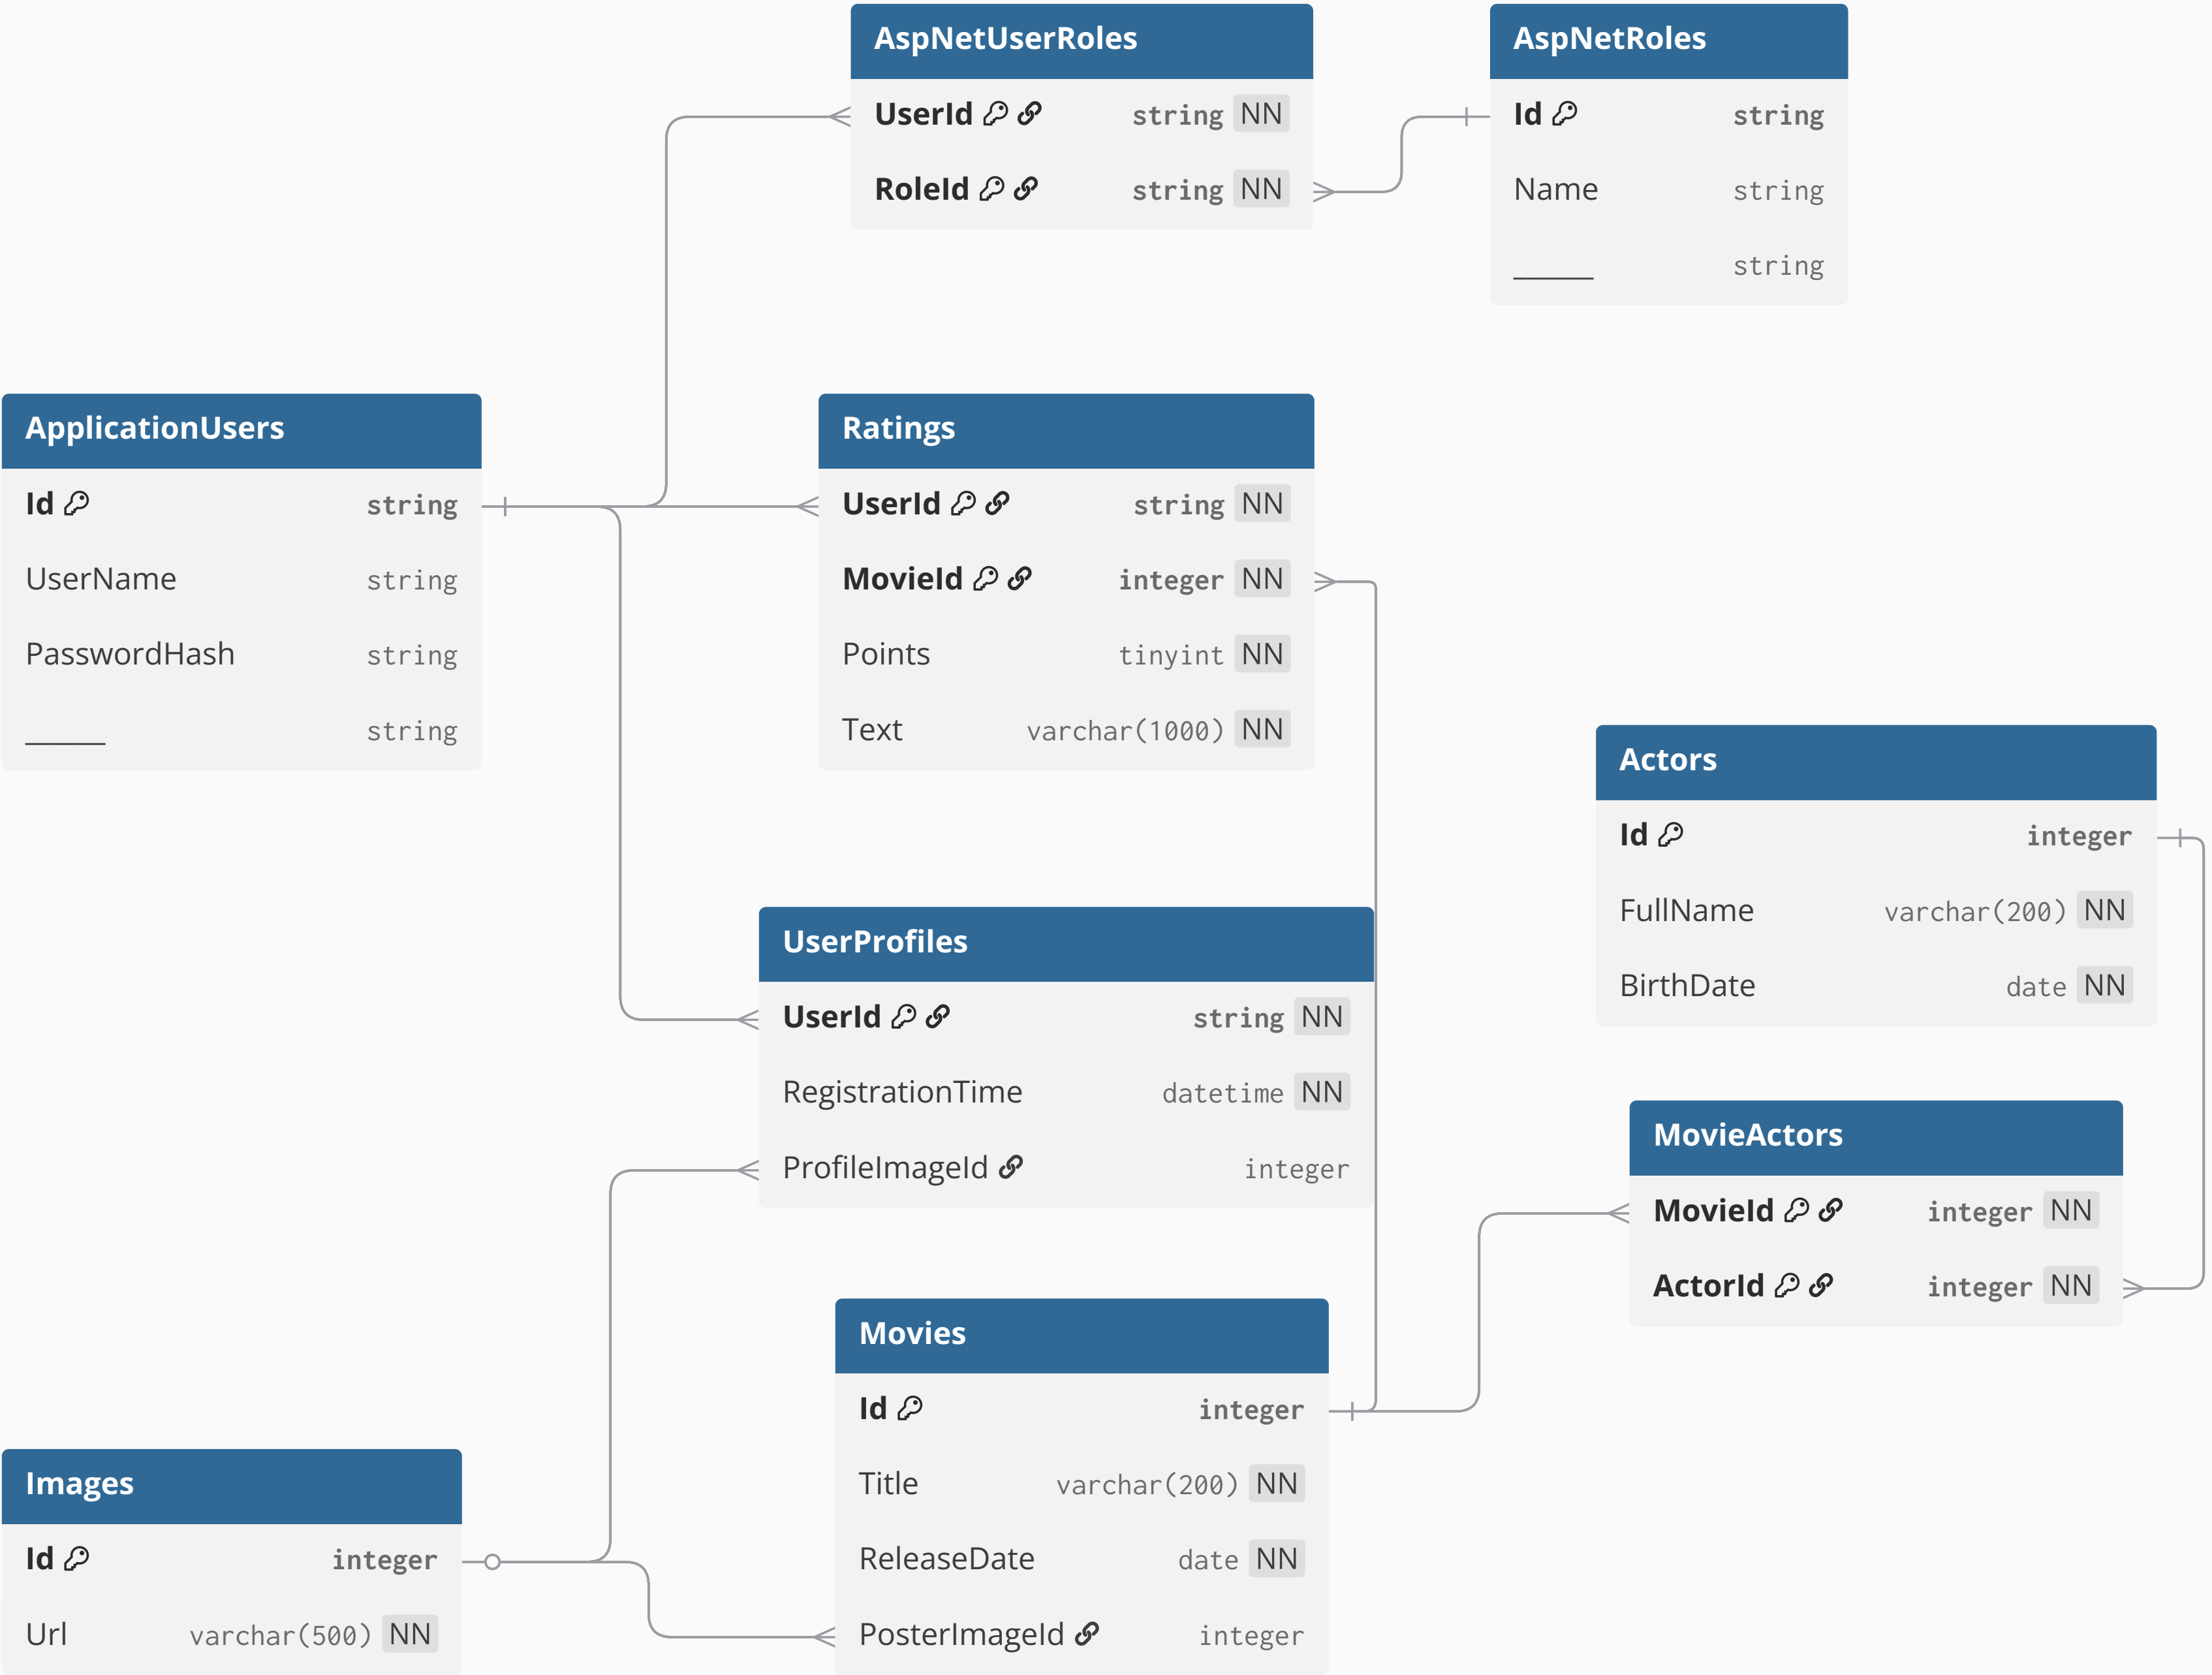 AspNetUserRoles
UserId string NN
RoleId string NN
AspNetRoles
Id string
Name string
______ string
ApplicationUsers
Id string
UserName string
PasswordHash string
______ string
Ratings
UserId string NN
MovieId integer NN
Points tinyint NN
Text varchar(1000) NN
Actors
Id integer
FullName varchar(200) NN
BirthDate date NN
UserProfiles
UserId string NN
RegistrationTime datetime NN
ProfileImageId integer
MovieActors
MovieId integer NN
ActorId integer NN
Movies
Id integer
Title varchar(200) NN
ReleaseDate date NN
PosterImageId integer
Images
Id integer
Url varchar(500) NN